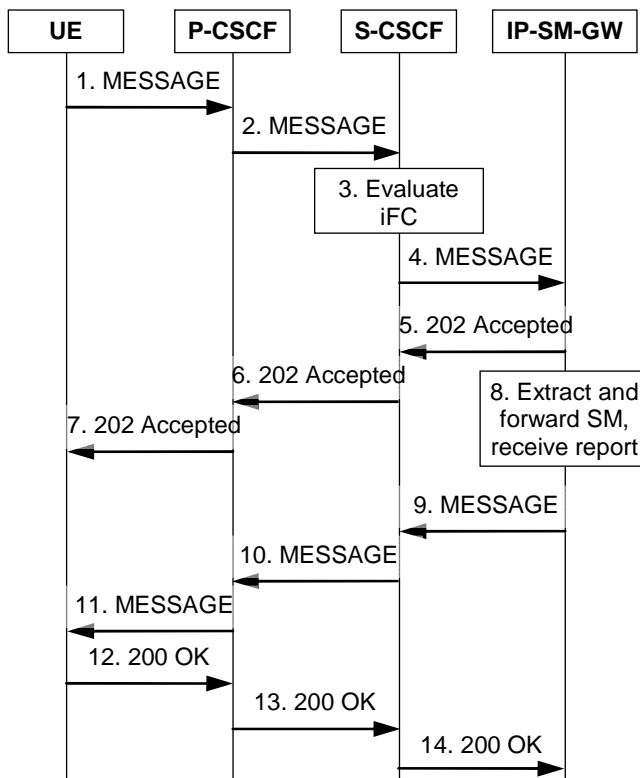 UE
P-CSCF
S-CSCF
IP-SM-GW
1. MESSAGE
2. MESSAGE
3. Evaluate
iFC
4. MESSAGE
5. 202 Accepted
6. 202 Accepted
7. 202 Accepted
8. Extract and
forward SM,
receive report
9. MESSAGE
10. MESSAGE
11. MESSAGE
12. 200 OK
13. 200 OK
14. 200 OK